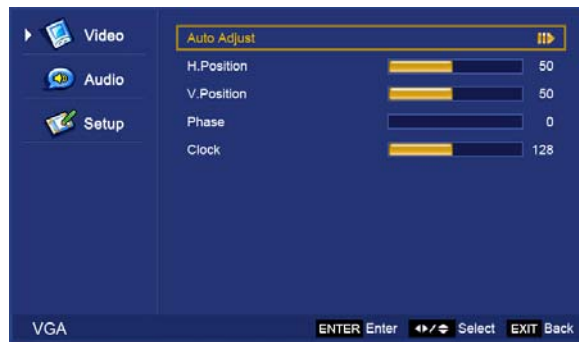 Video
Audio
Setup
Auto Adjust
H.Position 50
V.Position 50
Phase 0
Clock 128
VGA ENTER Enter Select EXIT Back